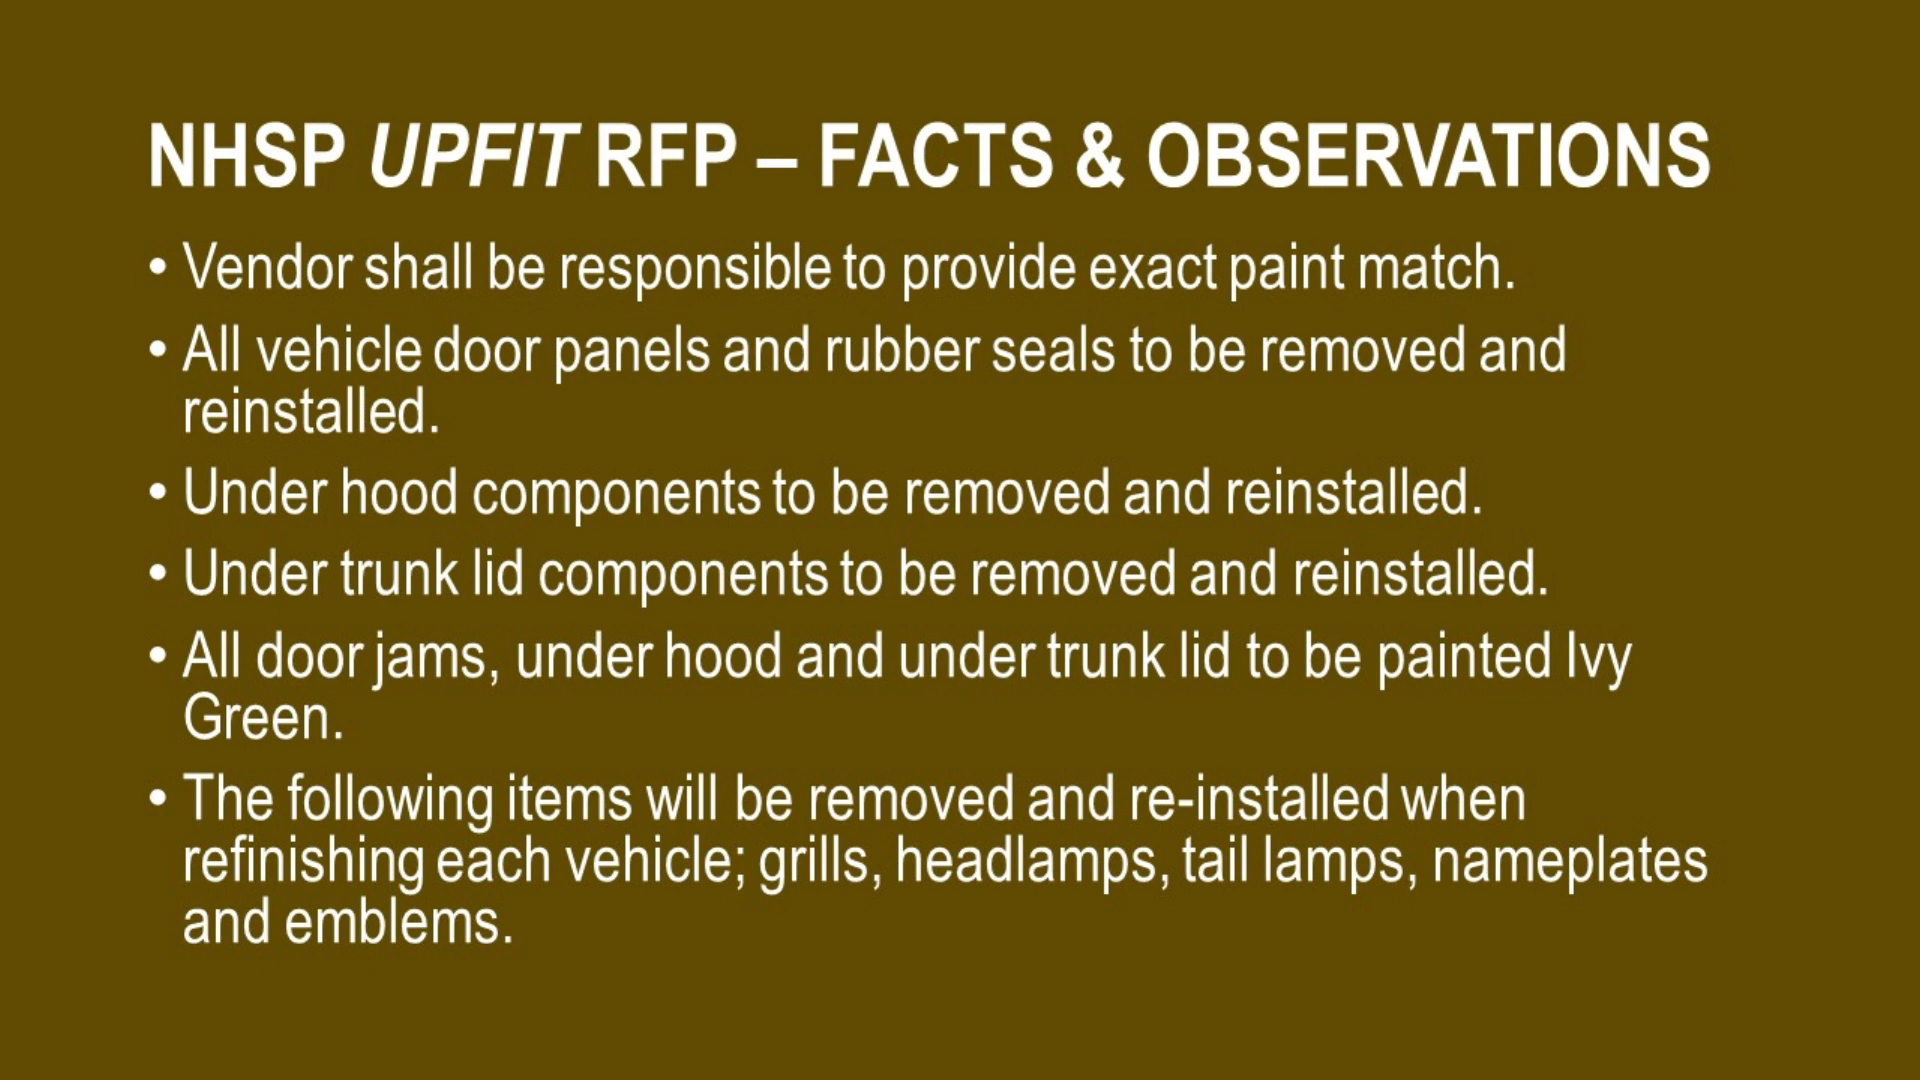 NHSP UPFIT RFP – FACTS & OBSERVATIONS
• Vendor shall be responsible to provide exact paint match.
• All vehicle door panels and rubber seals to be removed and
reinstalled.
• Under hood components to be removed and reinstalled.
• Under trunk lid components to be removed and reinstalled.
• All door jams, under hood and under trunk lid to be painted Ivy
Green.
• The following items will be removed and re-installed when
refinishing each vehicle; grills, headlamps, tail lamps, nameplates
and emblems.